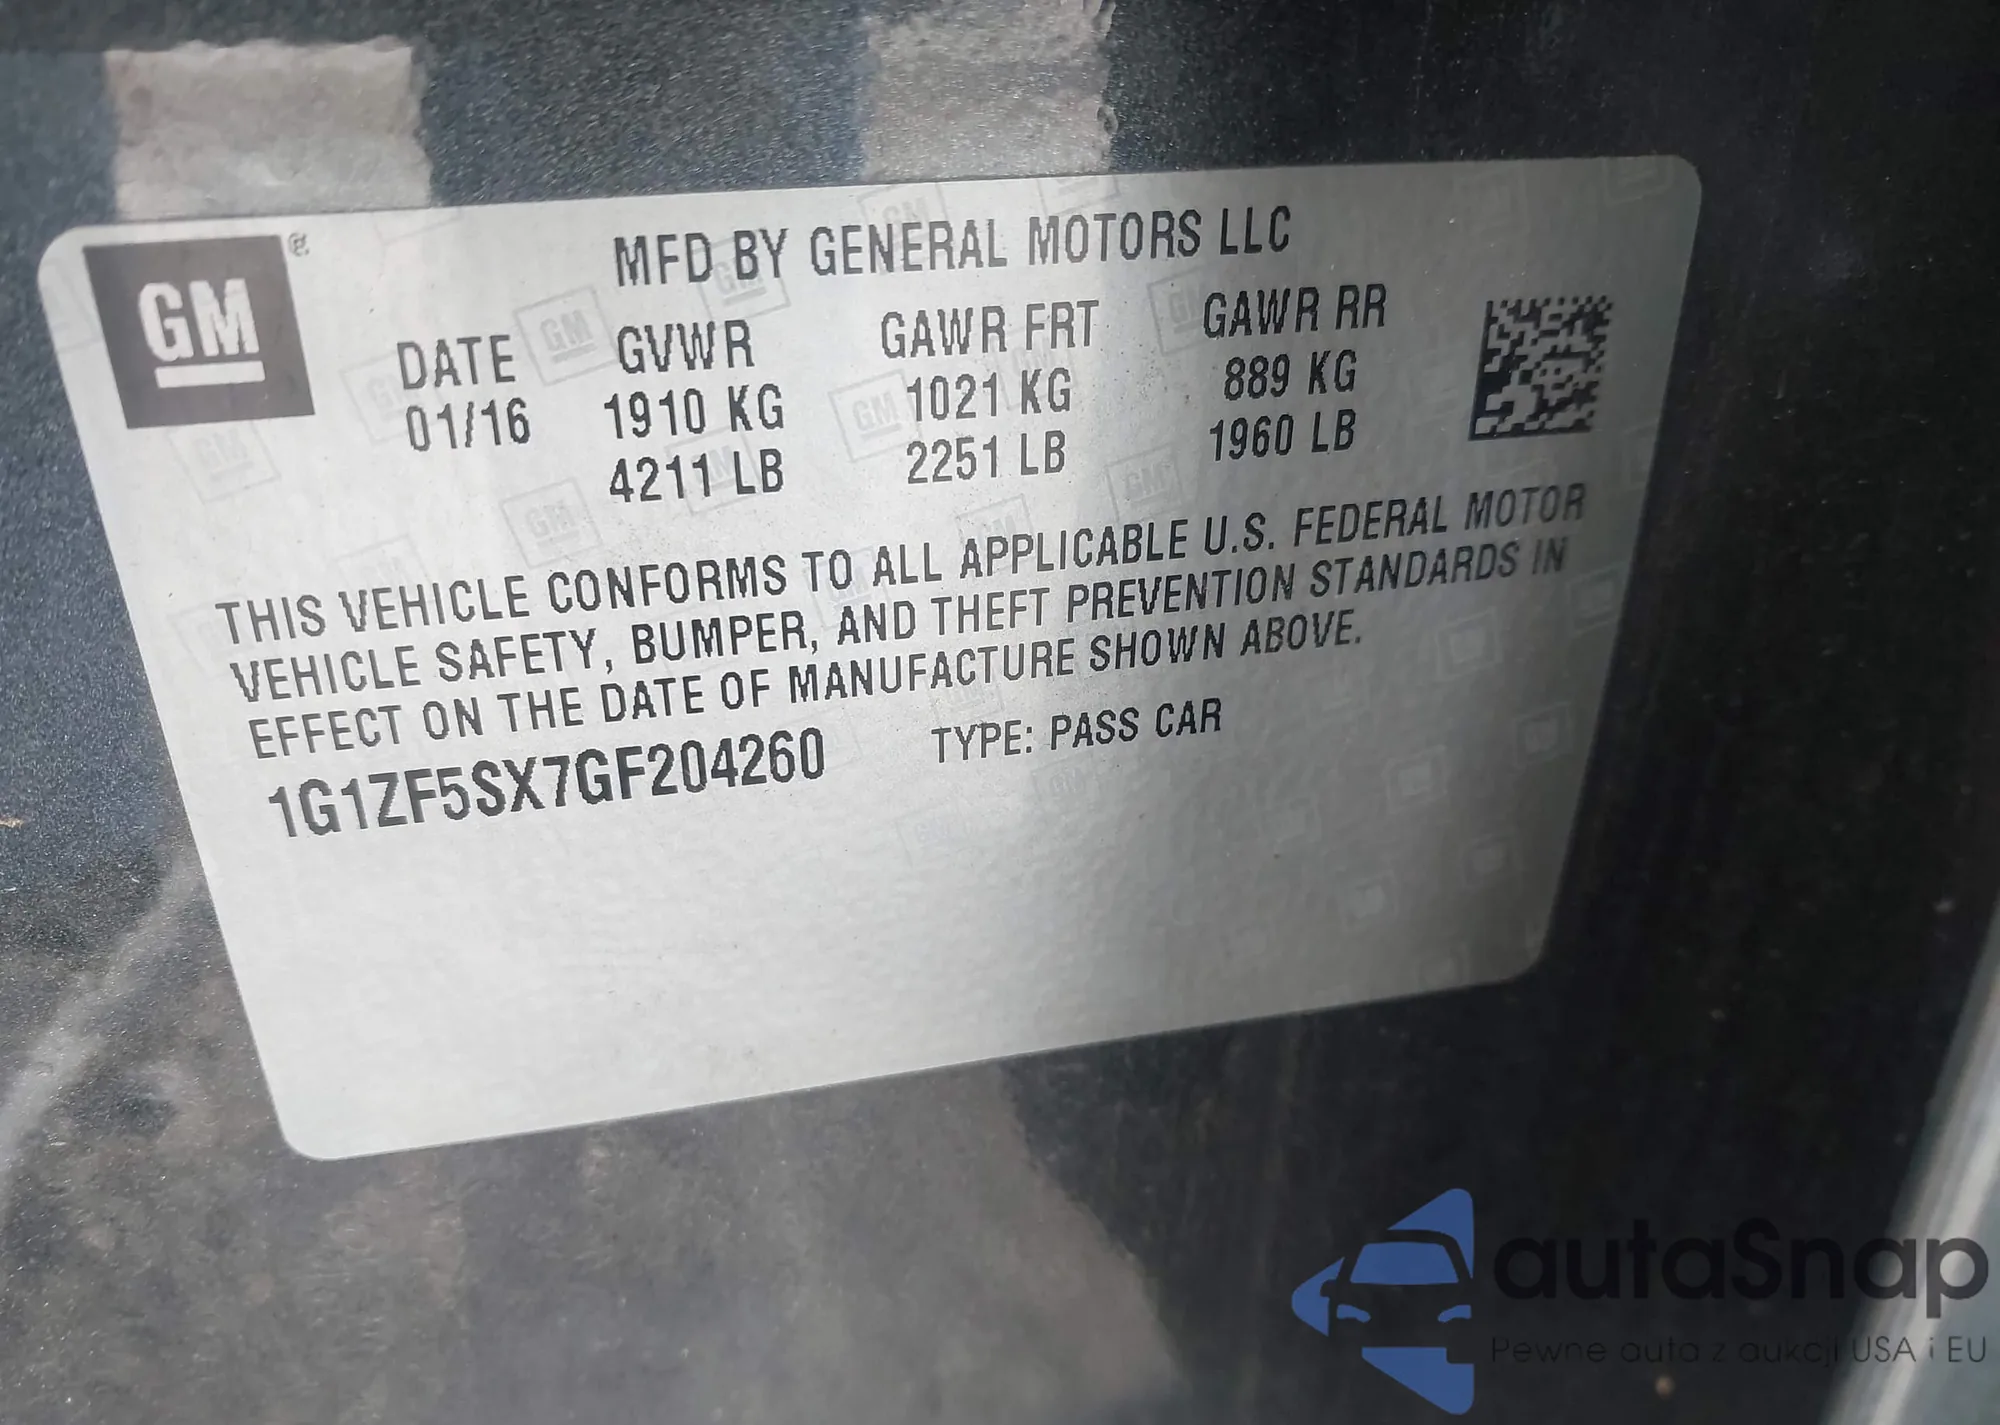 GM
MFD BY GENERAL MOTORS LLC
DATE GVWR GAWR FRT GAWR RR
01/16 1910 KG 1021 KG 889 KG
4211 LB 2251 LB 1960 LB
THIS VEHICLE CONFORMS TO ALL APPLICABLE U.S. FEDERAL MOTOR
VEHICLE SAFETY, BUMPER, AND THEFT PREVENTION STANDARDS IN
EFFECT ON THE DATE OF MANUFACTURE SHOWN ABOVE.
1G1ZF5SX7GF204260 TYPE: PASS CAR
autaSnap
Pewne auta z aukcji USA i EU